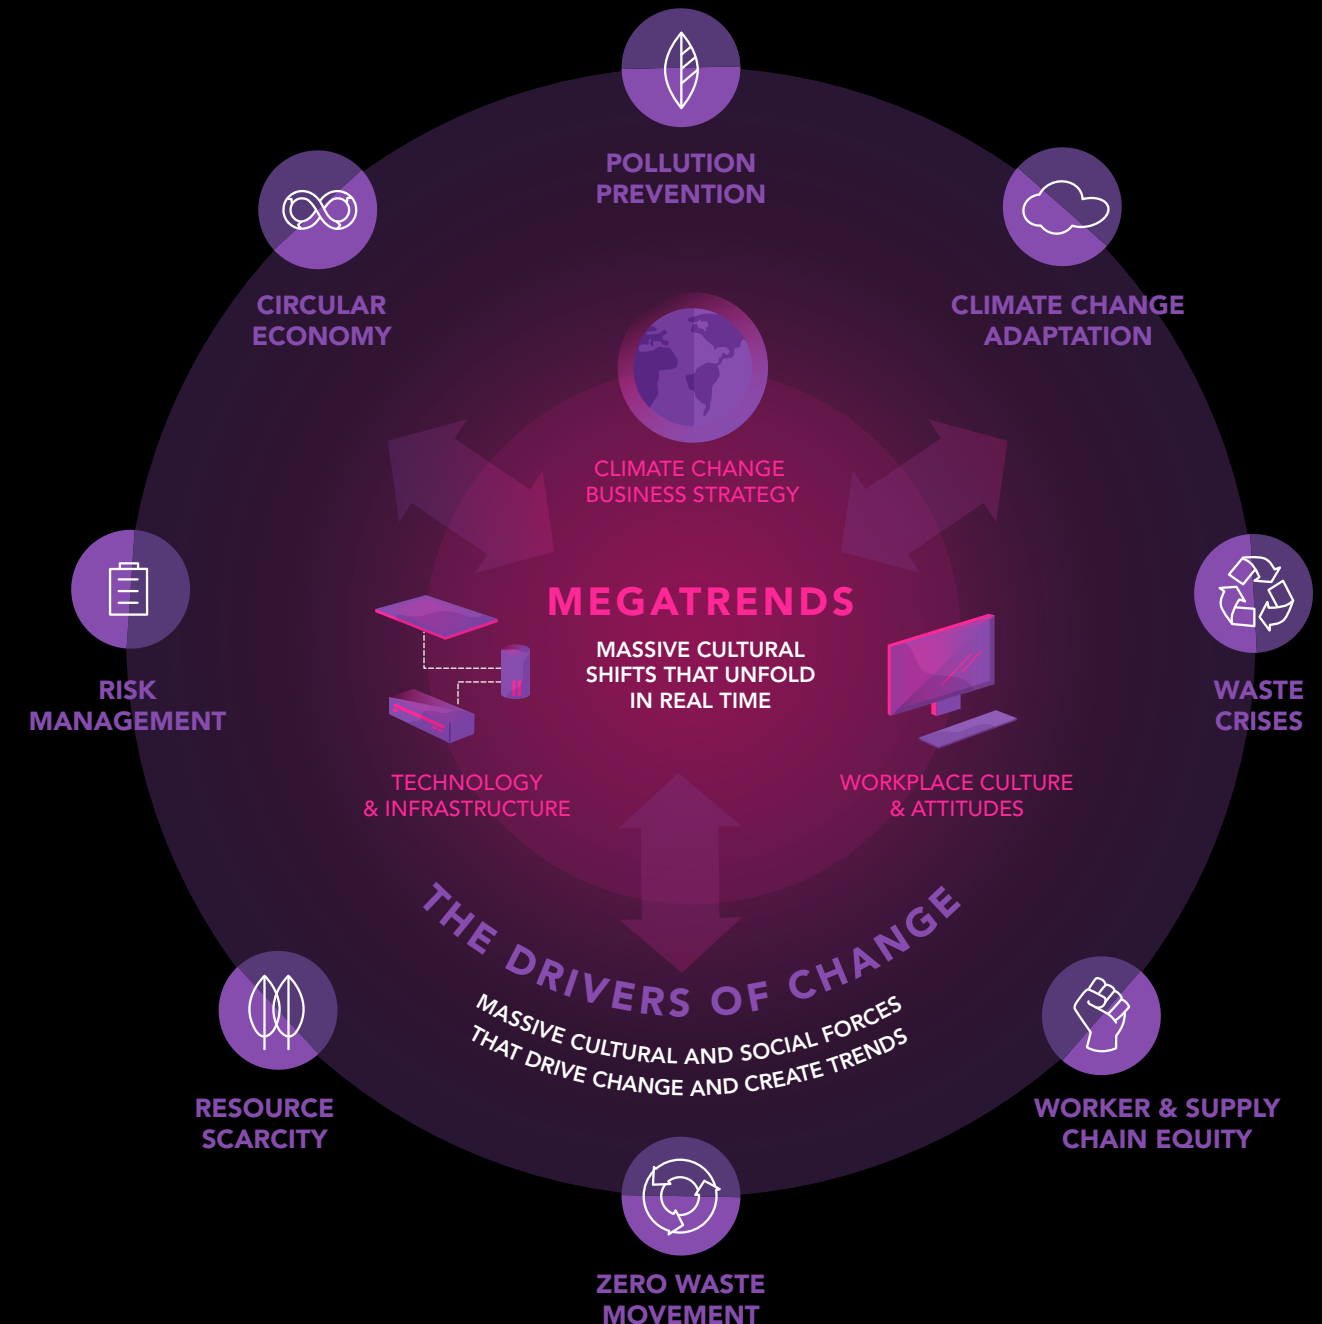 POLLUTION
PREVENTION
CIRCULAR
ECONOMY
CLIMATE CHANGE
ADAPTATION
CLIMATE CHANGE
BUSINESS STRATEGY
MEGATRENDS
MASSIVE CULTURAL
SHIFTS THAT UNFOLD
IN REAL TIME
RISK
MANAGEMENT
WASTE
CRISES
TECHNOLOGY
& INFRASTRUCTURE
WORKPLACE CULTURE
& ATTITUDES
THE DRIVERS OF CHANGE
MASSIVE CULTURAL AND SOCIAL FORCES
THAT DRIVE CHANGE AND CREATE TRENDS
RESOURCE
SCARCITY
WORKER & SUPPLY
CHAIN EQUITY
ZERO WASTE
MOVEMENT